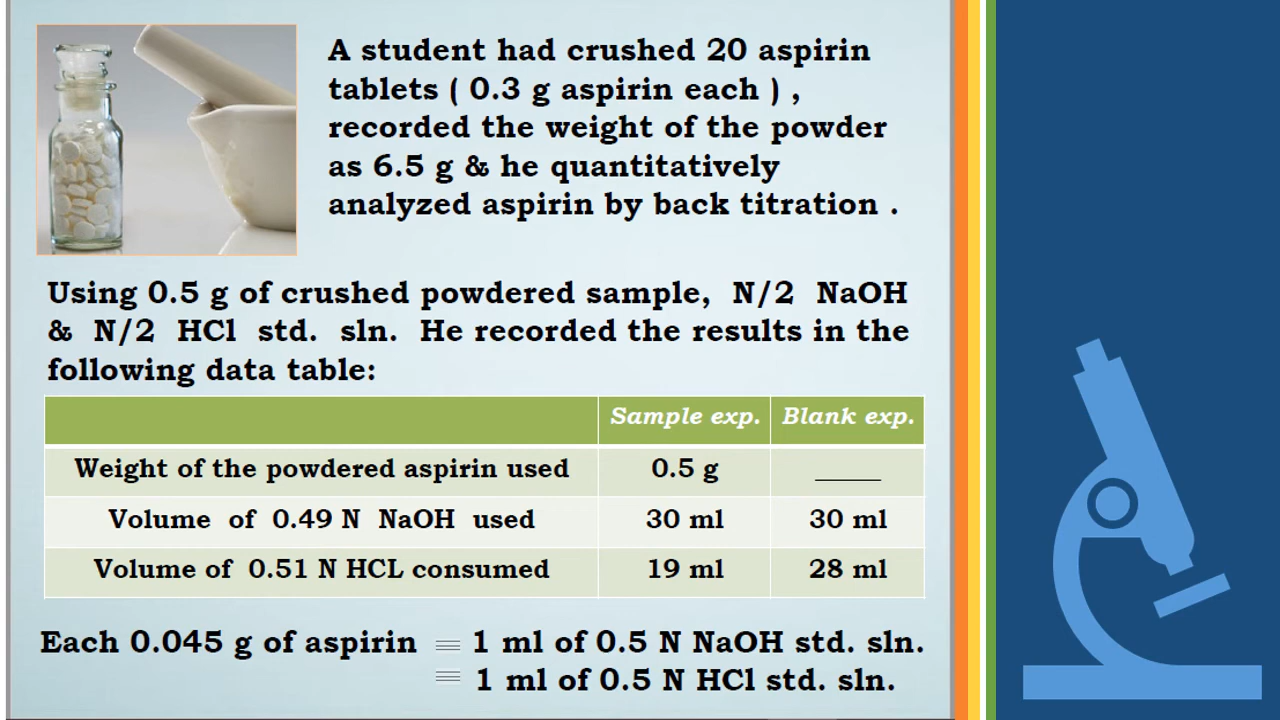 A student had crushed 20 aspirin
tablets ( 0.3 g aspirin each ) ,
recorded the weight of the powder
as 6.5 g & he quantitatively
analyzed aspirin by back titration .
Using 0.5 g of crushed powdered sample, N/2 NaOH
& N/2 HCl std. sln. He recorded the results in the
following data table:
Sample exp. Blank exp.
Weight of the powdered aspirin used 0.5 g _____
Volume of 0.49 N NaOH used 30 ml 30 ml
Volume of 0.51 N HCL consumed 19 ml 28 ml
Each 0.045 g of aspirin ≡ 1 ml of 0.5 N NaOH std. sln.
≡ 1 ml of 0.5 N HCl std. sln.